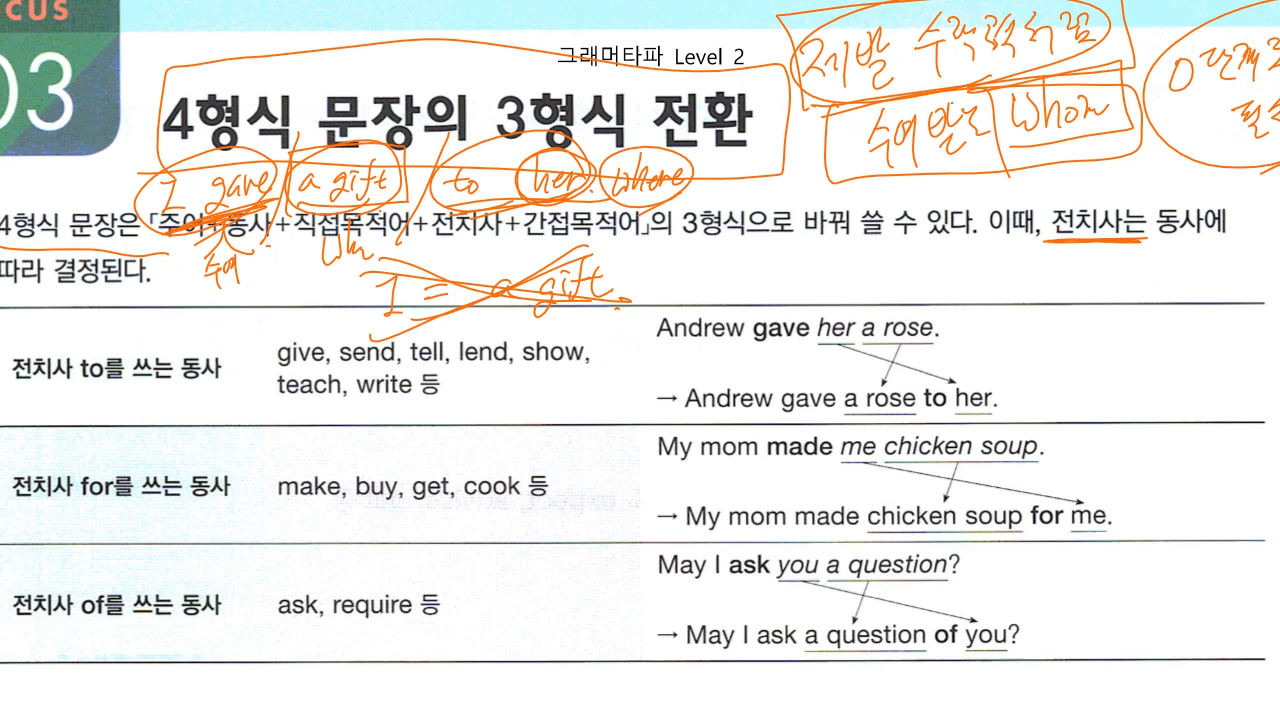 CUS
03
그래머타파 Level 2
제발
수여 whom
4형식 문장의 3형식 전환
I gave a gift to her. where
4형식 문장은 「주어+동사+직접목적어+전치사+간접목적어」의 3형식으로 바꿔 쓸 수 있다. 이때, 전치사는 동사에
따라 결정된다.
수여
I = a gift.
전치사 to를 쓰는 동사
give, send, tell, lend, show,
teach, write 등
Andrew gave her a rose.
→ Andrew gave a rose to her.
전치사 for를 쓰는 동사
make, buy, get, cook 등
My mom made me chicken soup.
→ My mom made chicken soup for me.
전치사 of를 쓰는 동사
ask, require 등
May I ask you a question?
→ May I ask a question of you?